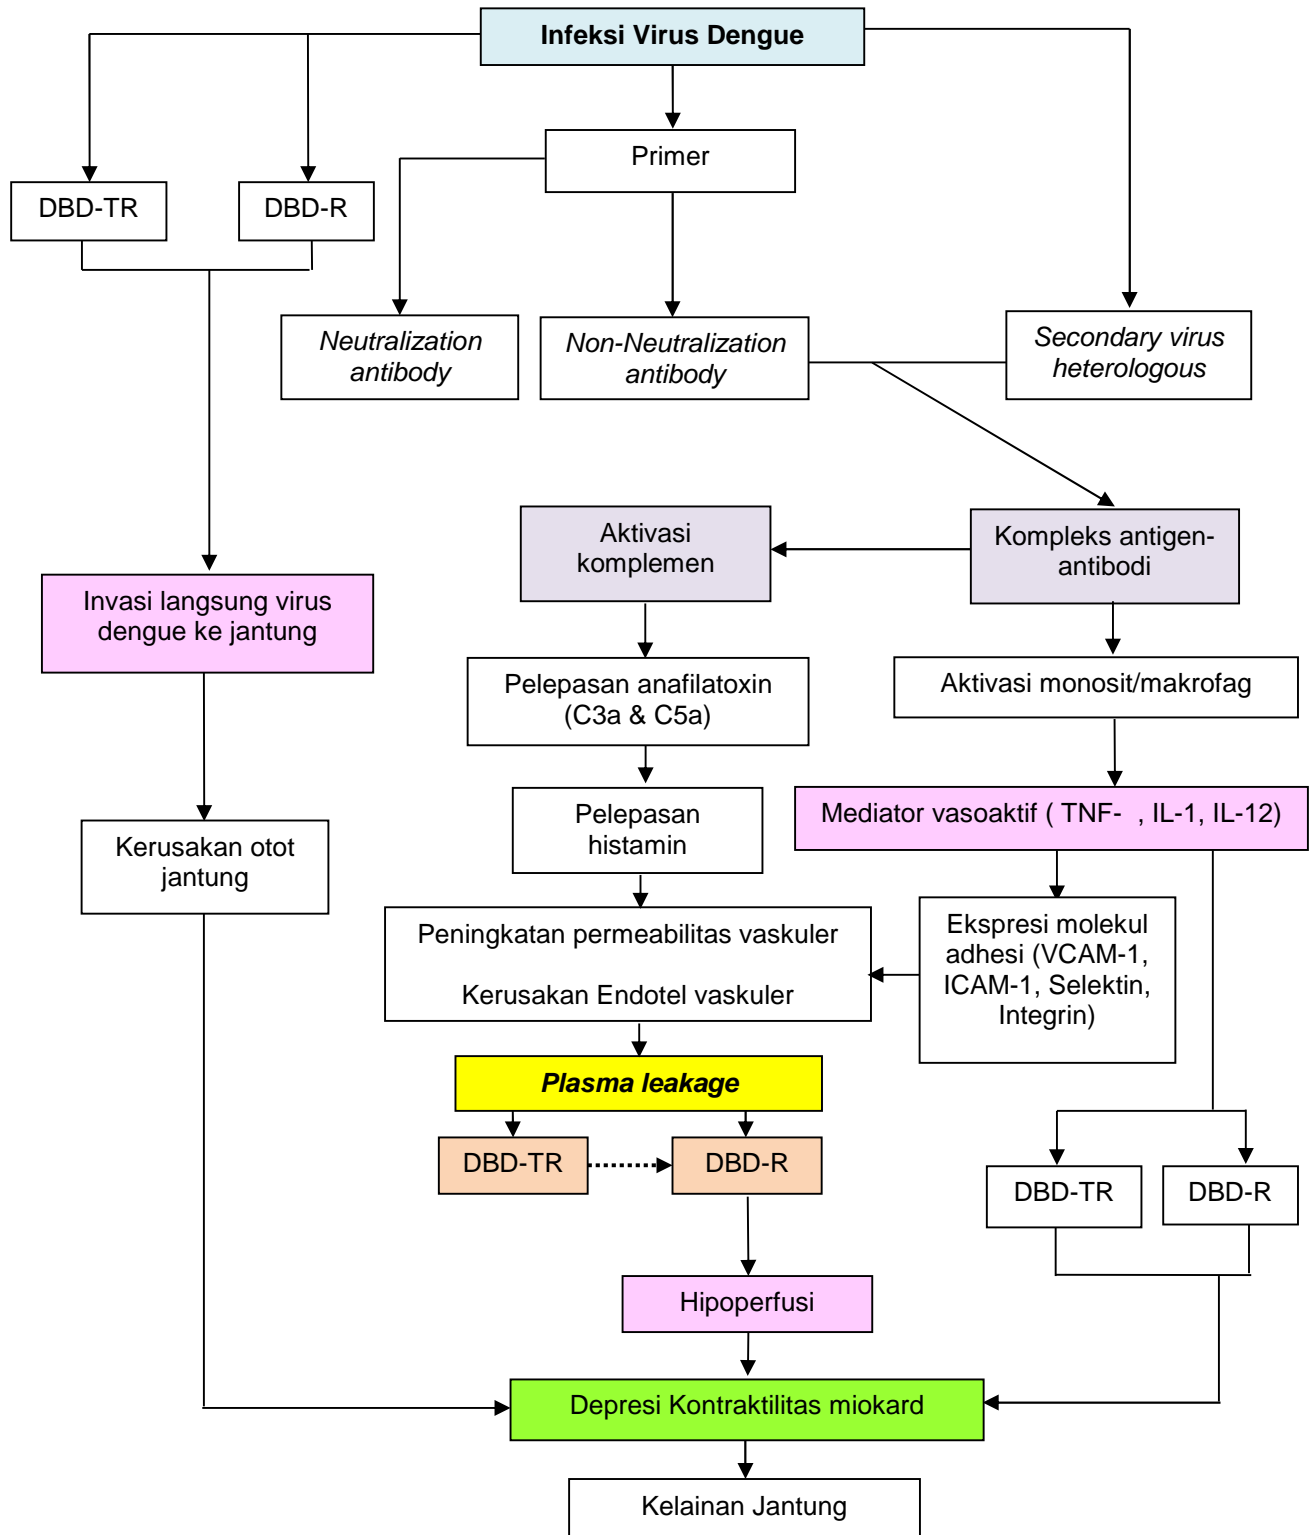 Infeksi Virus Dengue
Primer
DBD-TR
DBD-R
Neutralization
antibody
Non-Neutralization
antibody
Secondary virus
heterologous
Aktivasi
komplemen
Kompleks antigen-
antibodi
Invasi langsung virus
dengue ke jantung
Pelepasan anafilatoxin
(C3a & C5a)
Aktivasi monosit/makrofag
Pelepasan
histamin
Mediator vasoaktif ( TNF- , IL-1, IL-12)
Kerusakan otot
jantung
Peningkatan permeabilitas vaskuler
Kerusakan Endotel vaskuler
Ekspresi molekul
adhesi (VCAM-1,
ICAM-1, Selektin,
Integrin)
Plasma leakage
DBD-TR
DBD-R
DBD-TR
DBD-R
Hipoperfusi
Depresi Kontraktilitas miokard
Kelainan Jantung